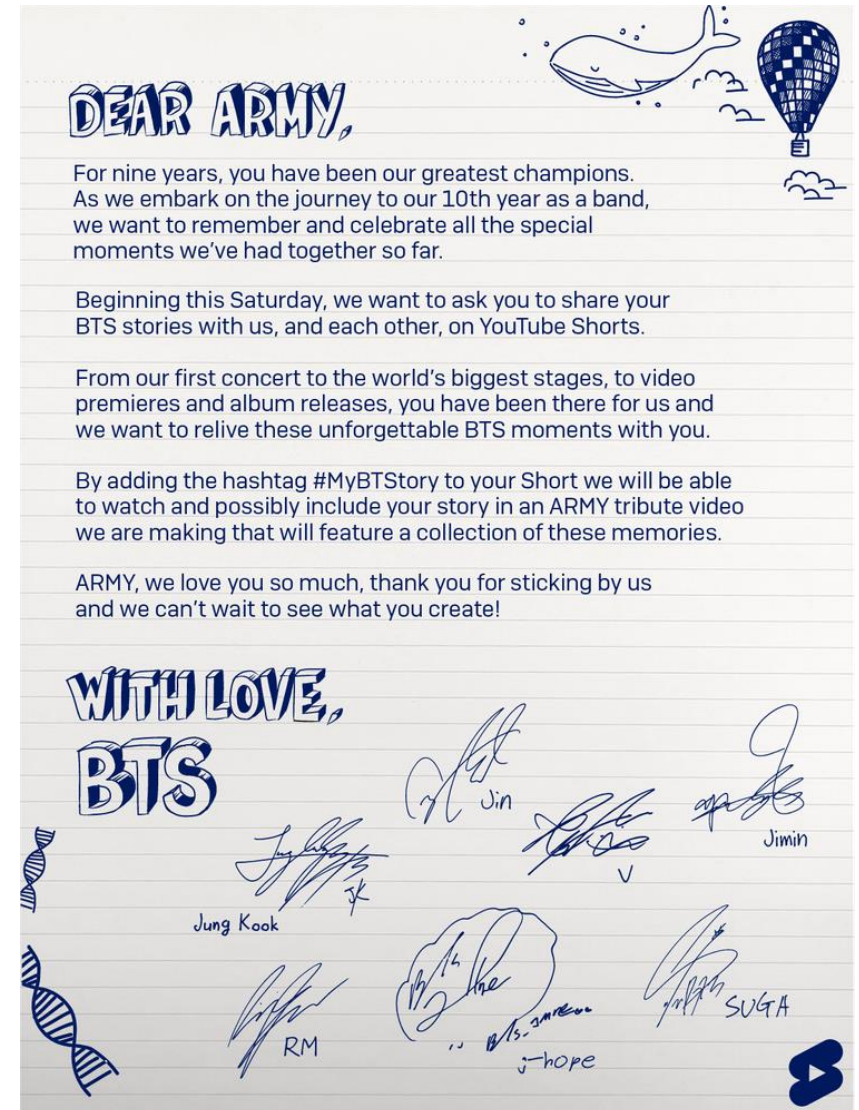 DEAR ARMY,
For nine years, you have been our greatest champions.
As we embark on the journey to our 10th year as a band,
we want to remember and celebrate all the special
moments we've had together so far.
Beginning this Saturday, we want to ask you to share your
BTS stories with us, and each other, on YouTube Shorts.
From our first concert to the world's biggest stages, to video
premieres and album releases, you have been there for us and
we want to relive these unforgettable BTS moments with you.
By adding the hashtag #MyBTStory to your Short we will be able
to watch and possibly include your story in an ARMY tribute video
we are making that will feature a collection of these memories.
ARMY, we love you so much, thank you for sticking by us
and we can't wait to see what you create!
WITH LOVE,
BTS
Jin
V
Jimin
JK
Jung Kook
RM
j-hope
SUGA